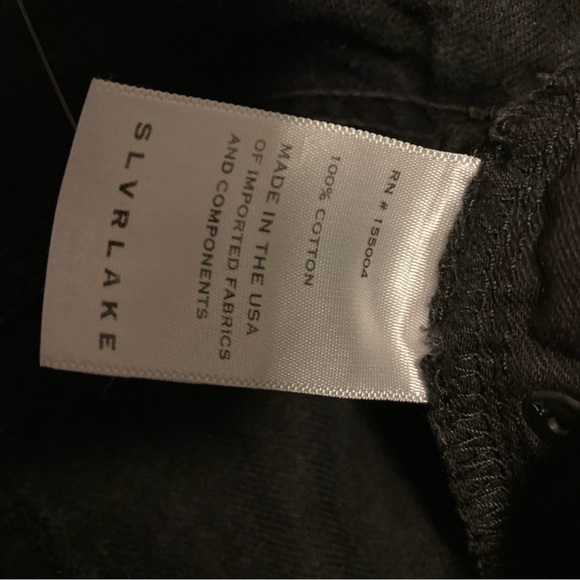 RN # 155004
100% COTTON
MADE IN THE USA
OF IMPORTED FABRICS
AND COMPONENTS
SLVRLAKE